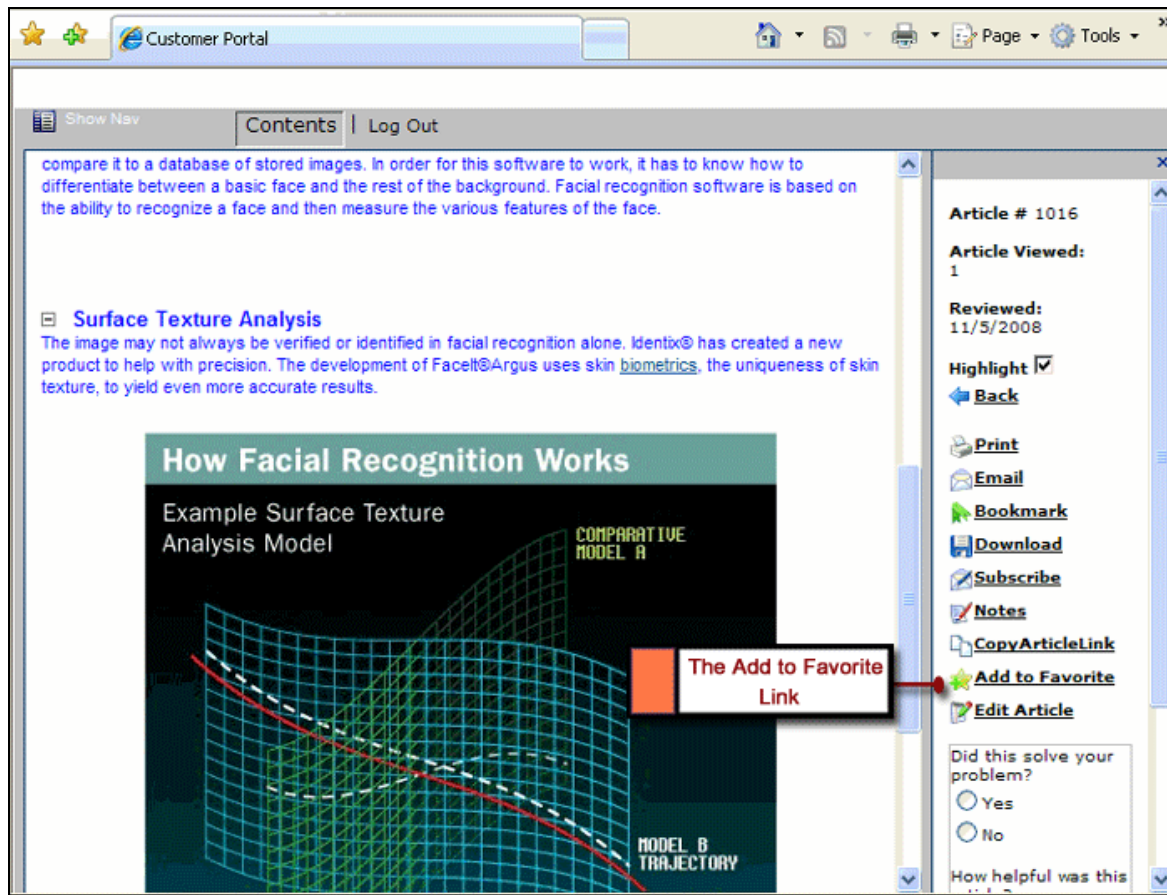 Customer Portal
Page
Tools
»
Show Nav
Contents | Log Out
compare it to a database of stored images. In order for this software to work, it has to know how to
differentiate between a basic face and the rest of the background. Facial recognition software is based on
the ability to recognize a face and then measure the various features of the face.
Surface Texture Analysis
The image may not always be verified or identified in facial recognition alone. Identix® has created a new
product to help with precision. The development of FaceIt®Argus uses skin biometrics, the uniqueness of skin
texture, to yield even more accurate results.
How Facial Recognition Works
Example Surface Texture
Analysis Model
COMPARATIVE
MODEL A
MODEL B
TRAJECTORY
The Add to Favorite
Link
Article # 1016
Article Viewed:
1
Reviewed:
11/5/2008
Highlight
Back
Print
Email
Bookmark
Download
Subscribe
Notes
CopyArticleLink
Add to Favorite
Edit Article
Did this solve your
problem?
Yes
No
How helpful was this